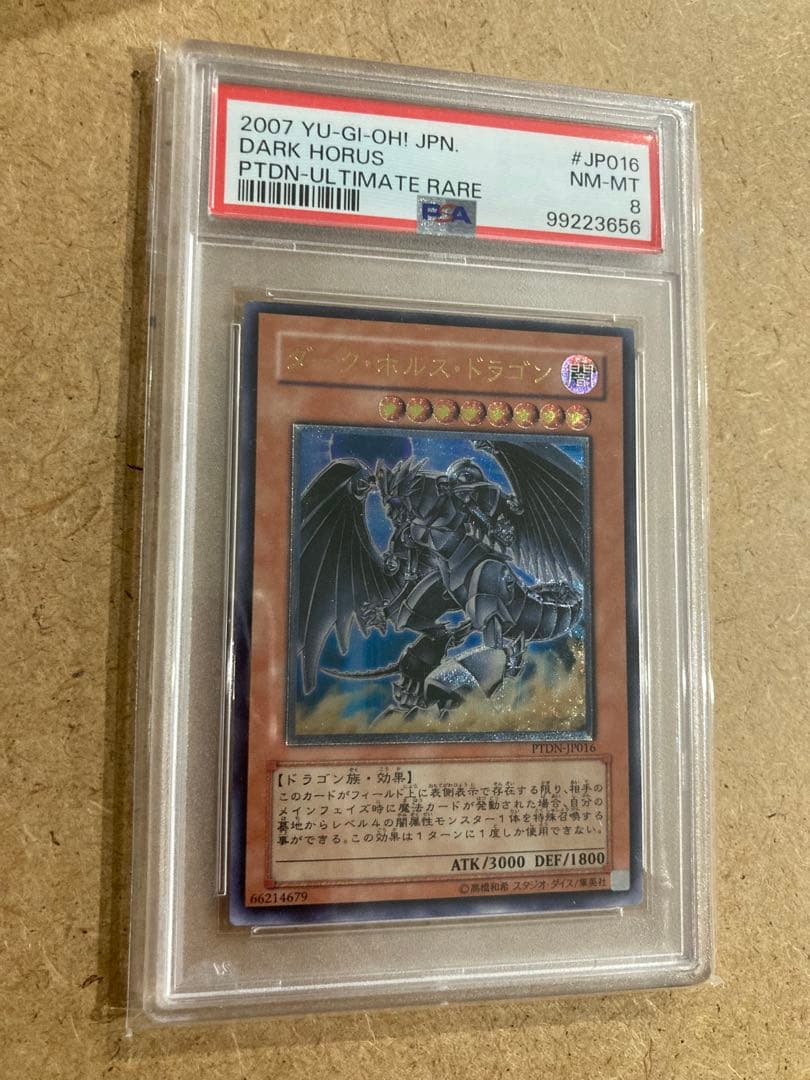 2007 YU-GI-OH! JPN.
#JP016
DARK HORUS
NM-MT
PTDN-ULTIMATE RARE
8
PSA
99223656
ダーク・ホルス・ドラゴン
闇
PTDN-JP016
【ドラゴン族・効果】
このカードがフィールド上に表側表示で存在する限り、相手の
メインフェイズ時に魔法カードが発動された場合、自分の
墓地からレベル4の闇属性モンスター1体を特殊召喚する
事ができる。この効果は1ターンに1度しか使用できない。
ATK/3000 DEF/1800
66214679
©高橋和希 スタジオ・ダイス/集英社